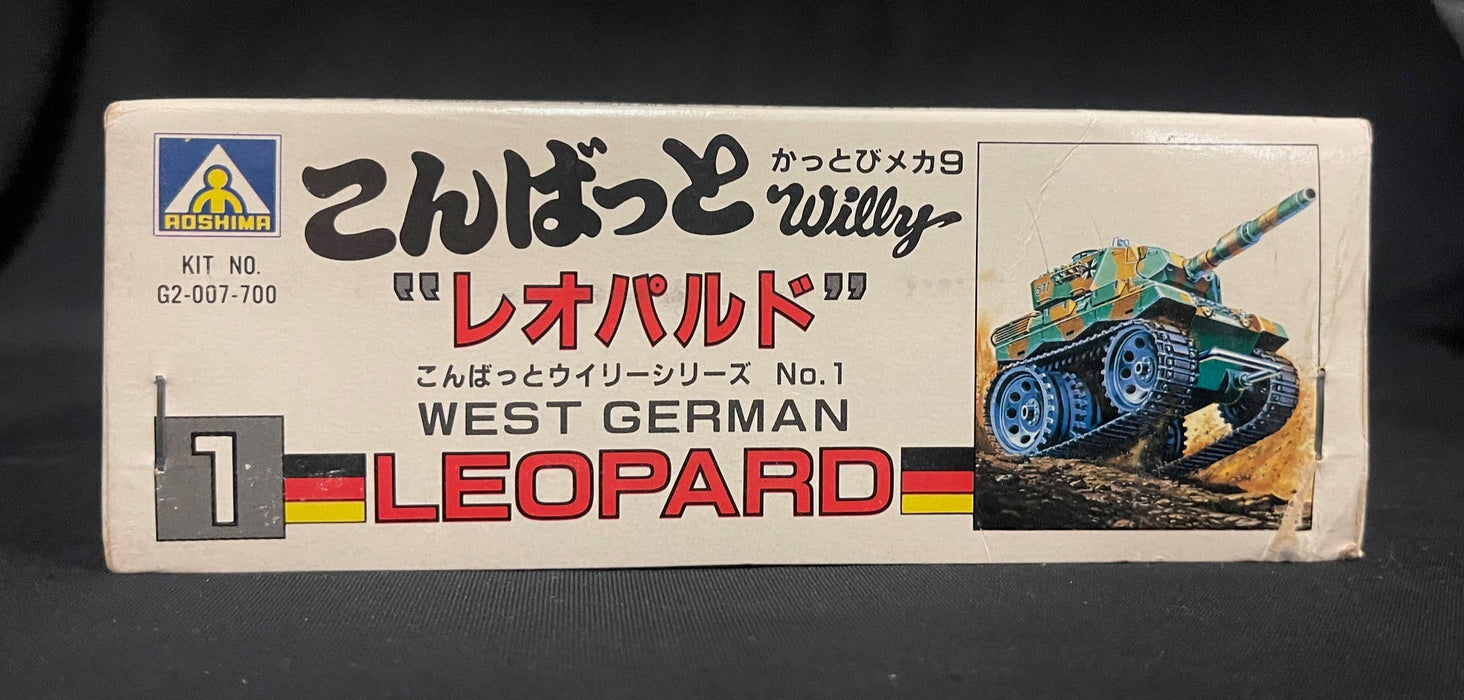 AOSHIMA
KIT NO.
G2-007-700
こんばっと
かっとびメカ9
Willy
“レオパルド”
こんばっとウイリーシリーズ No.1
WEST GERMAN
1
LEOPARD